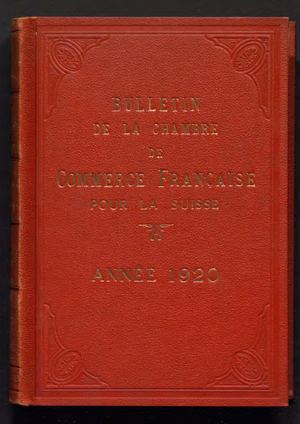 BULLETIN
DE LA CHAMBRE
DE
COMMERCE FRANÇAISE
POUR LA SUISSE
ANNÉE 1920